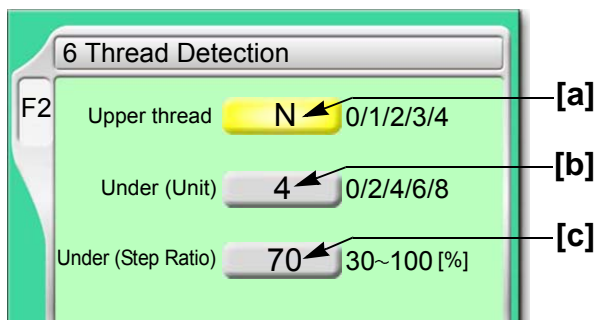 6 Thread Detection
F2
Upper thread N 0/1/2/3/4 [a]
Under (Unit) 4 0/2/4/6/8 [b]
Under (Step Ratio) 70 30~100 [%] [c]